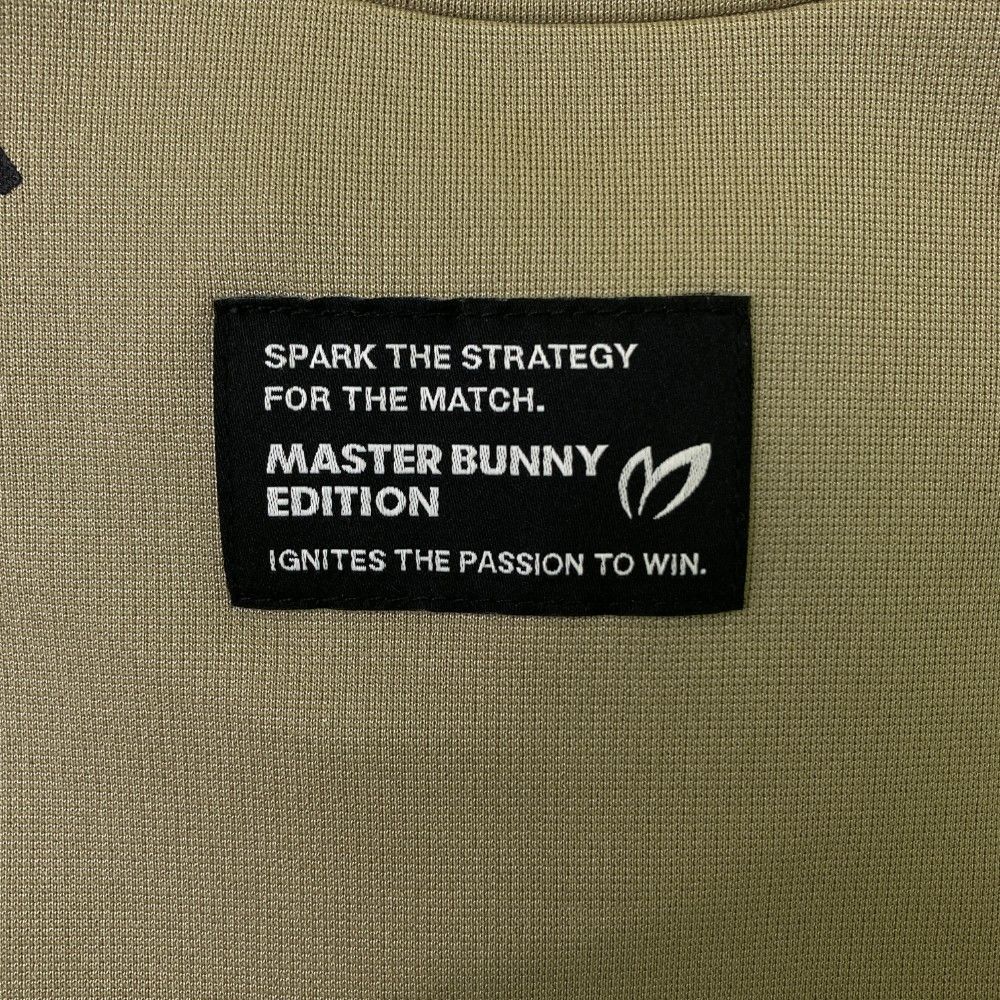 SPARK THE STRATEGY
FOR THE MATCH.
MASTER BUNNY
EDITION
IGNITES THE PASSION TO WIN.